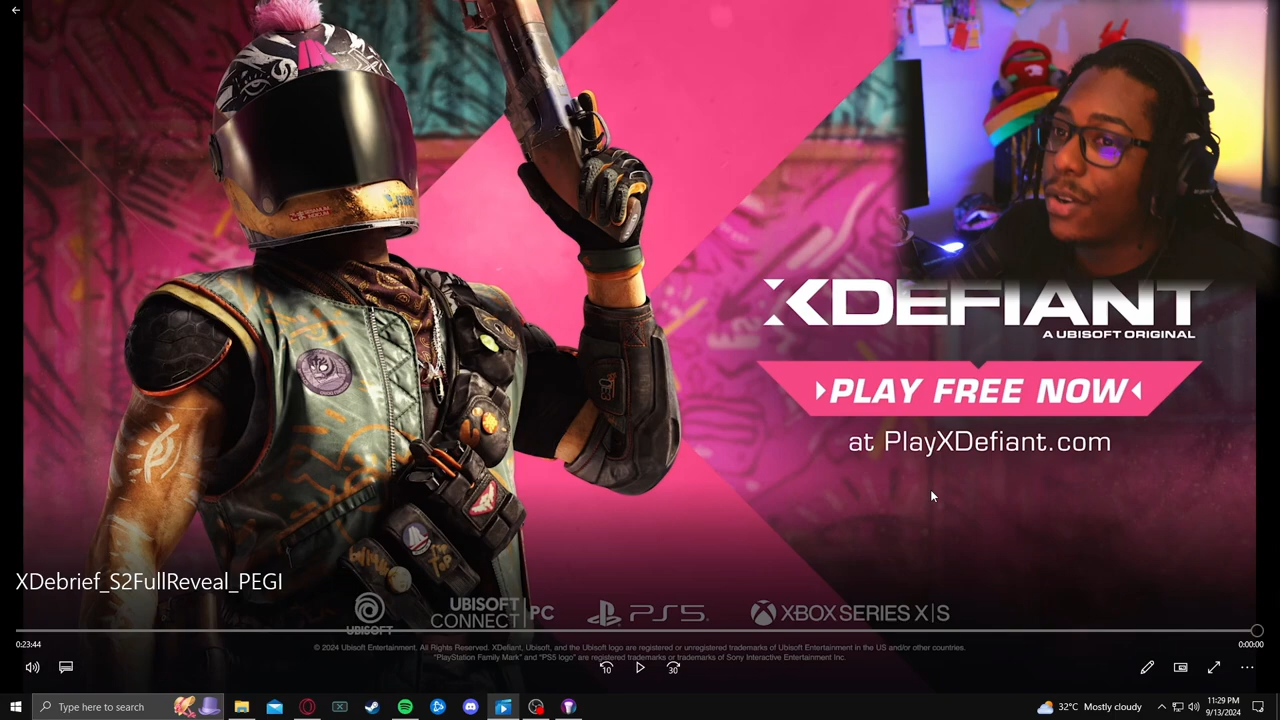 XDEFIANT
A UBISOFT ORIGINAL
PLAY FREE NOW
at PlayXDefiant.com
XDebrief_S2FullReveal_PEGI
UBISOFT
UBISOFT CONNECT | PC
PS5
XBOX SERIES X|S
0:23:44
0:00:00
© 2024 Ubisoft Entertainment. All Rights Reserved. XDefiant, Ubisoft, and the Ubisoft logo are registered or unregistered trademarks of Ubisoft Entertainment in the US and/or other countries.
"PlayStation Family Mark" and "PS5 logo" are registered trademarks or trademarks of Sony Interactive Entertainment Inc.
10
30
Type here to search
32°C Mostly cloudy
11:29 PM
9/13/2024